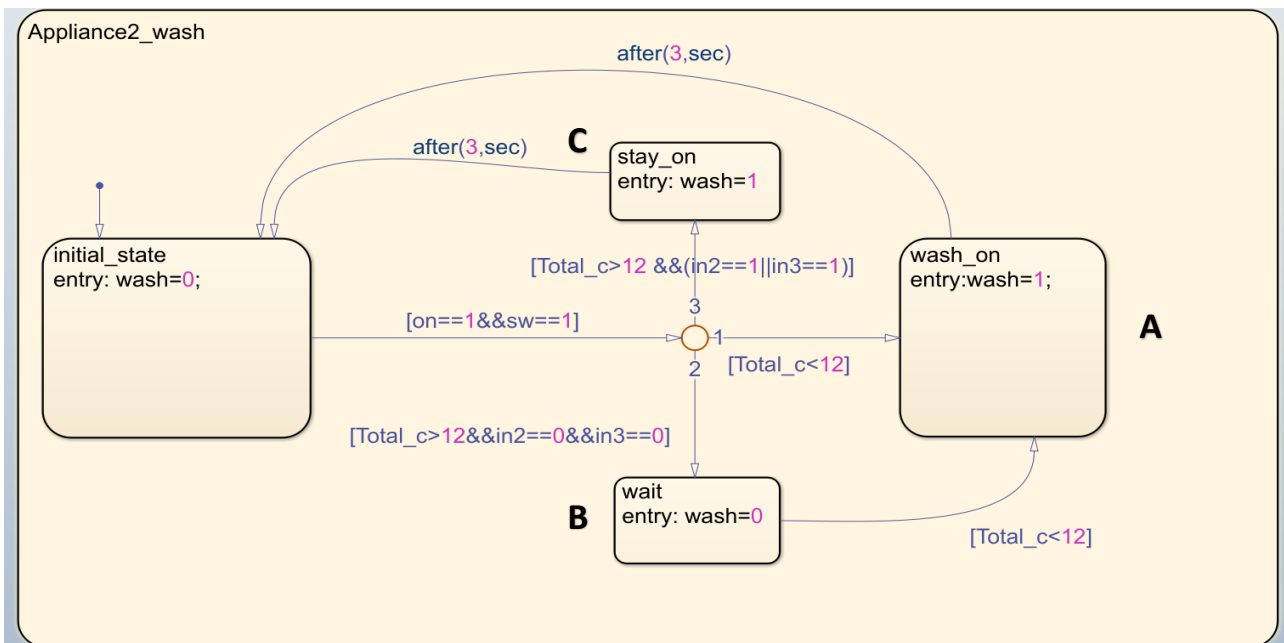 Appliance2_wash
after(3,sec)
C
after(3,sec)
stay_on
entry: wash=1
initial_state
entry: wash=0;
[Total_c>12 &&(in2==1||in3==1)]
wash_on
entry:wash=1;
[on==1&&sw==1]
3
1
2
[Total_c<12]
A
[Total_c>12&&in2==0&&in3==0]
B
wait
entry: wash=0
[Total_c<12]